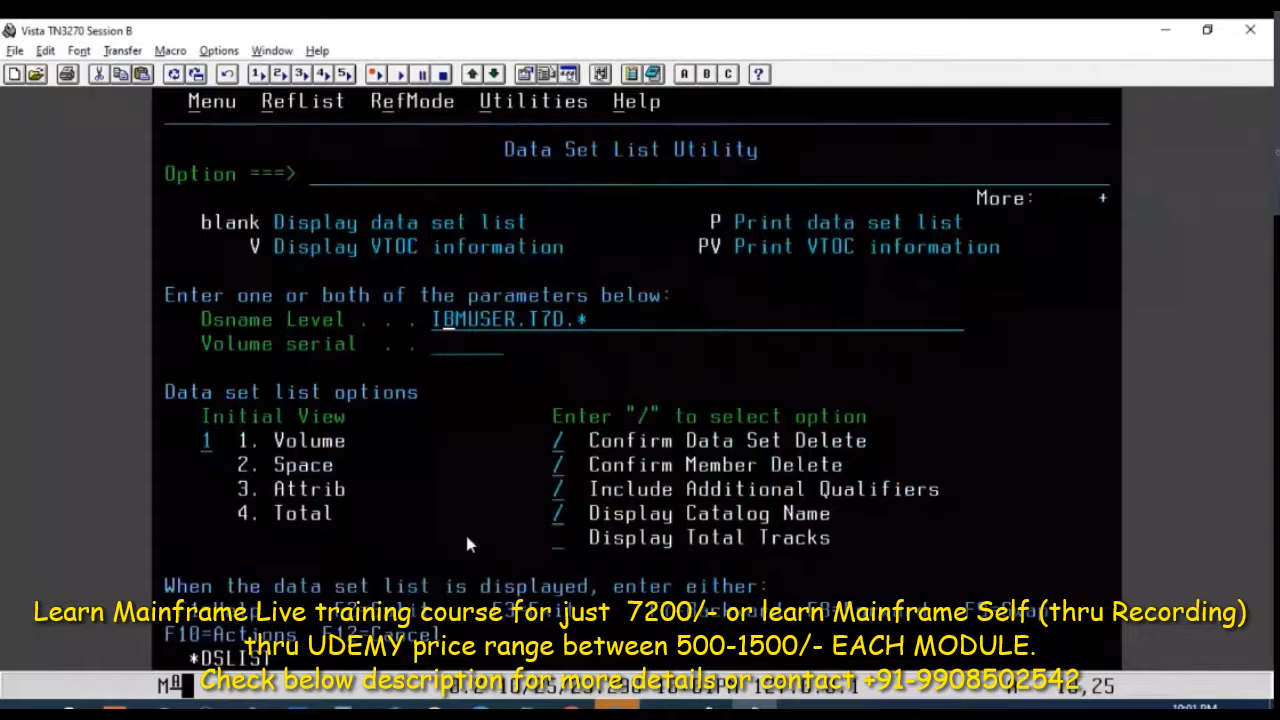 Vista TN3270 Session B
File Edit Font Transfer Macro Options Window Help
1 2 3 4 5 A B C ?
Menu RefList RefMode Utilities Help
Data Set List Utility
Option ===>
More: +
blank Display data set list P Print data set list
V Display VTOC information PV Print VTOC information
Enter one or both of the parameters below:
Dsname Level . . . IBMUSER.T7D.*
Volume serial . .
Data set list options
Initial View Enter "/" to select option
1 1. Volume / Confirm Data Set Delete
2. Space / Confirm Member Delete
3. Attrib / Include Additional Qualifiers
4. Total / Display Catalog Name
_ Display Total Tracks
When the data set list is displayed, enter either:
Learn Mainframe Live training course for just 7200/- or learn Mainframe Self (thru Recording)
F10=Actions F12=Cancel
thru UDEMY price range between 500-1500/- EACH MODULE.
*DSLIST
Check below description for more details or contact +91-9908502542